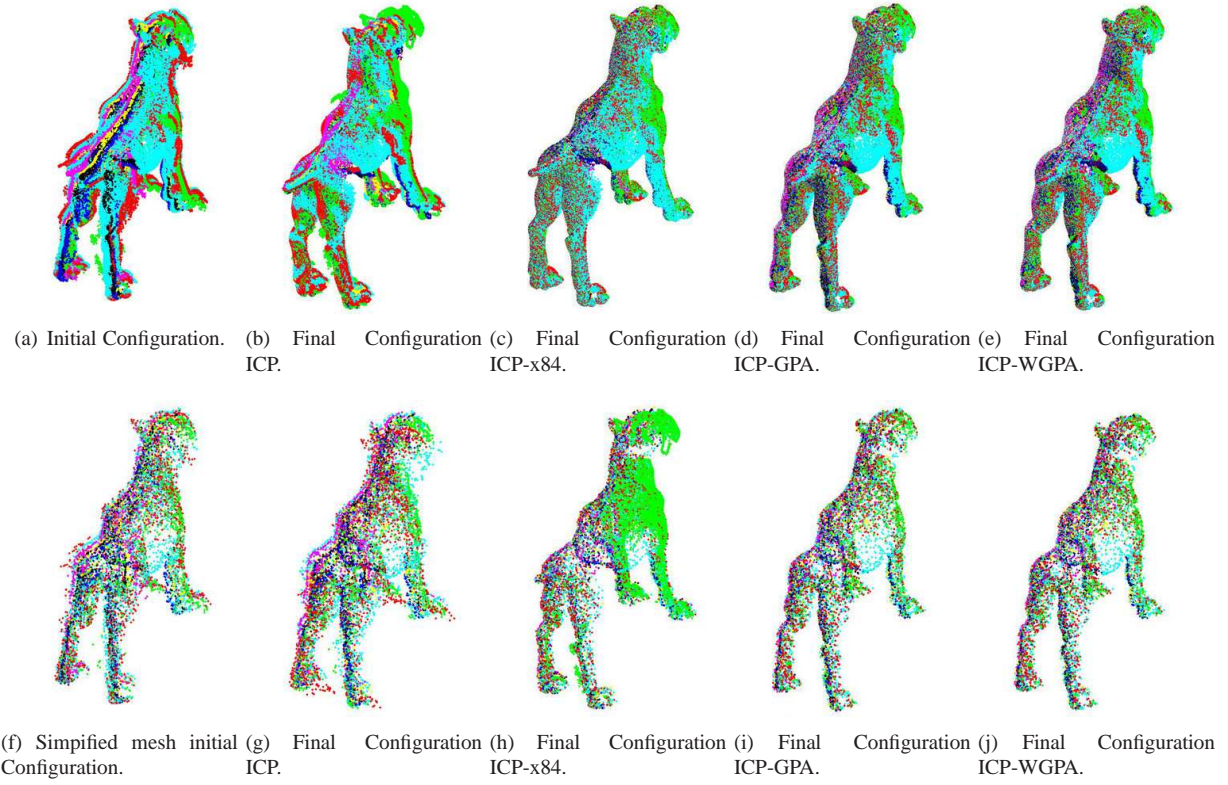 (a) Initial Configuration.
(b) Final Configuration
ICP.
(c) Final Configuration
ICP-x84.
(d) Final Configuration
ICP-GPA.
(e) Final Configuration
ICP-WGPA.
(f) Simpified mesh initial
Configuration.
(g) Final Configuration
ICP.
(h) Final Configuration
ICP-x84.
(i) Final Configuration
ICP-GPA.
(j) Final Configuration
ICP-WGPA.